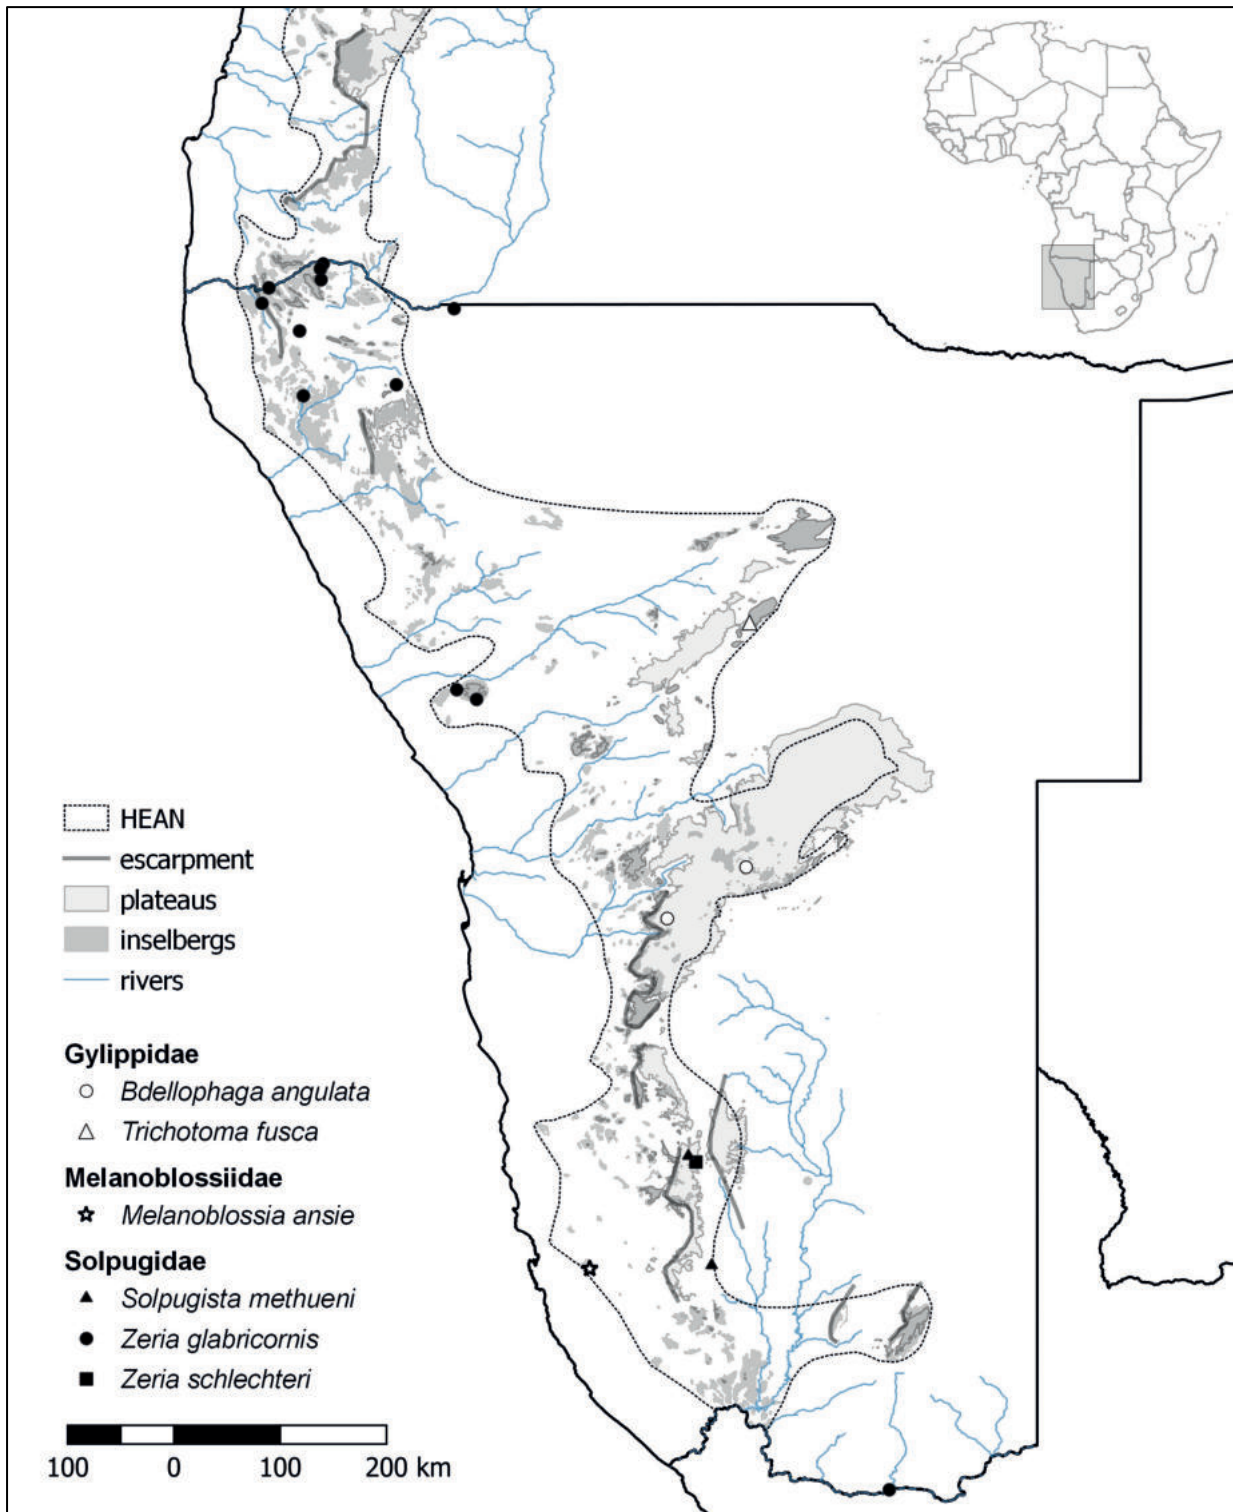 HEAN
escarpment
plateaus
inselbergs
rivers
Gylippidae
Bdellophaga angulata
Trichotoma fusca
Melanoblossiidae
Melanoblossia ansie
Solpugidae
Solpugista methueni
Zeria glabricornis
Zeria schlechteri
100 0 100 200 km